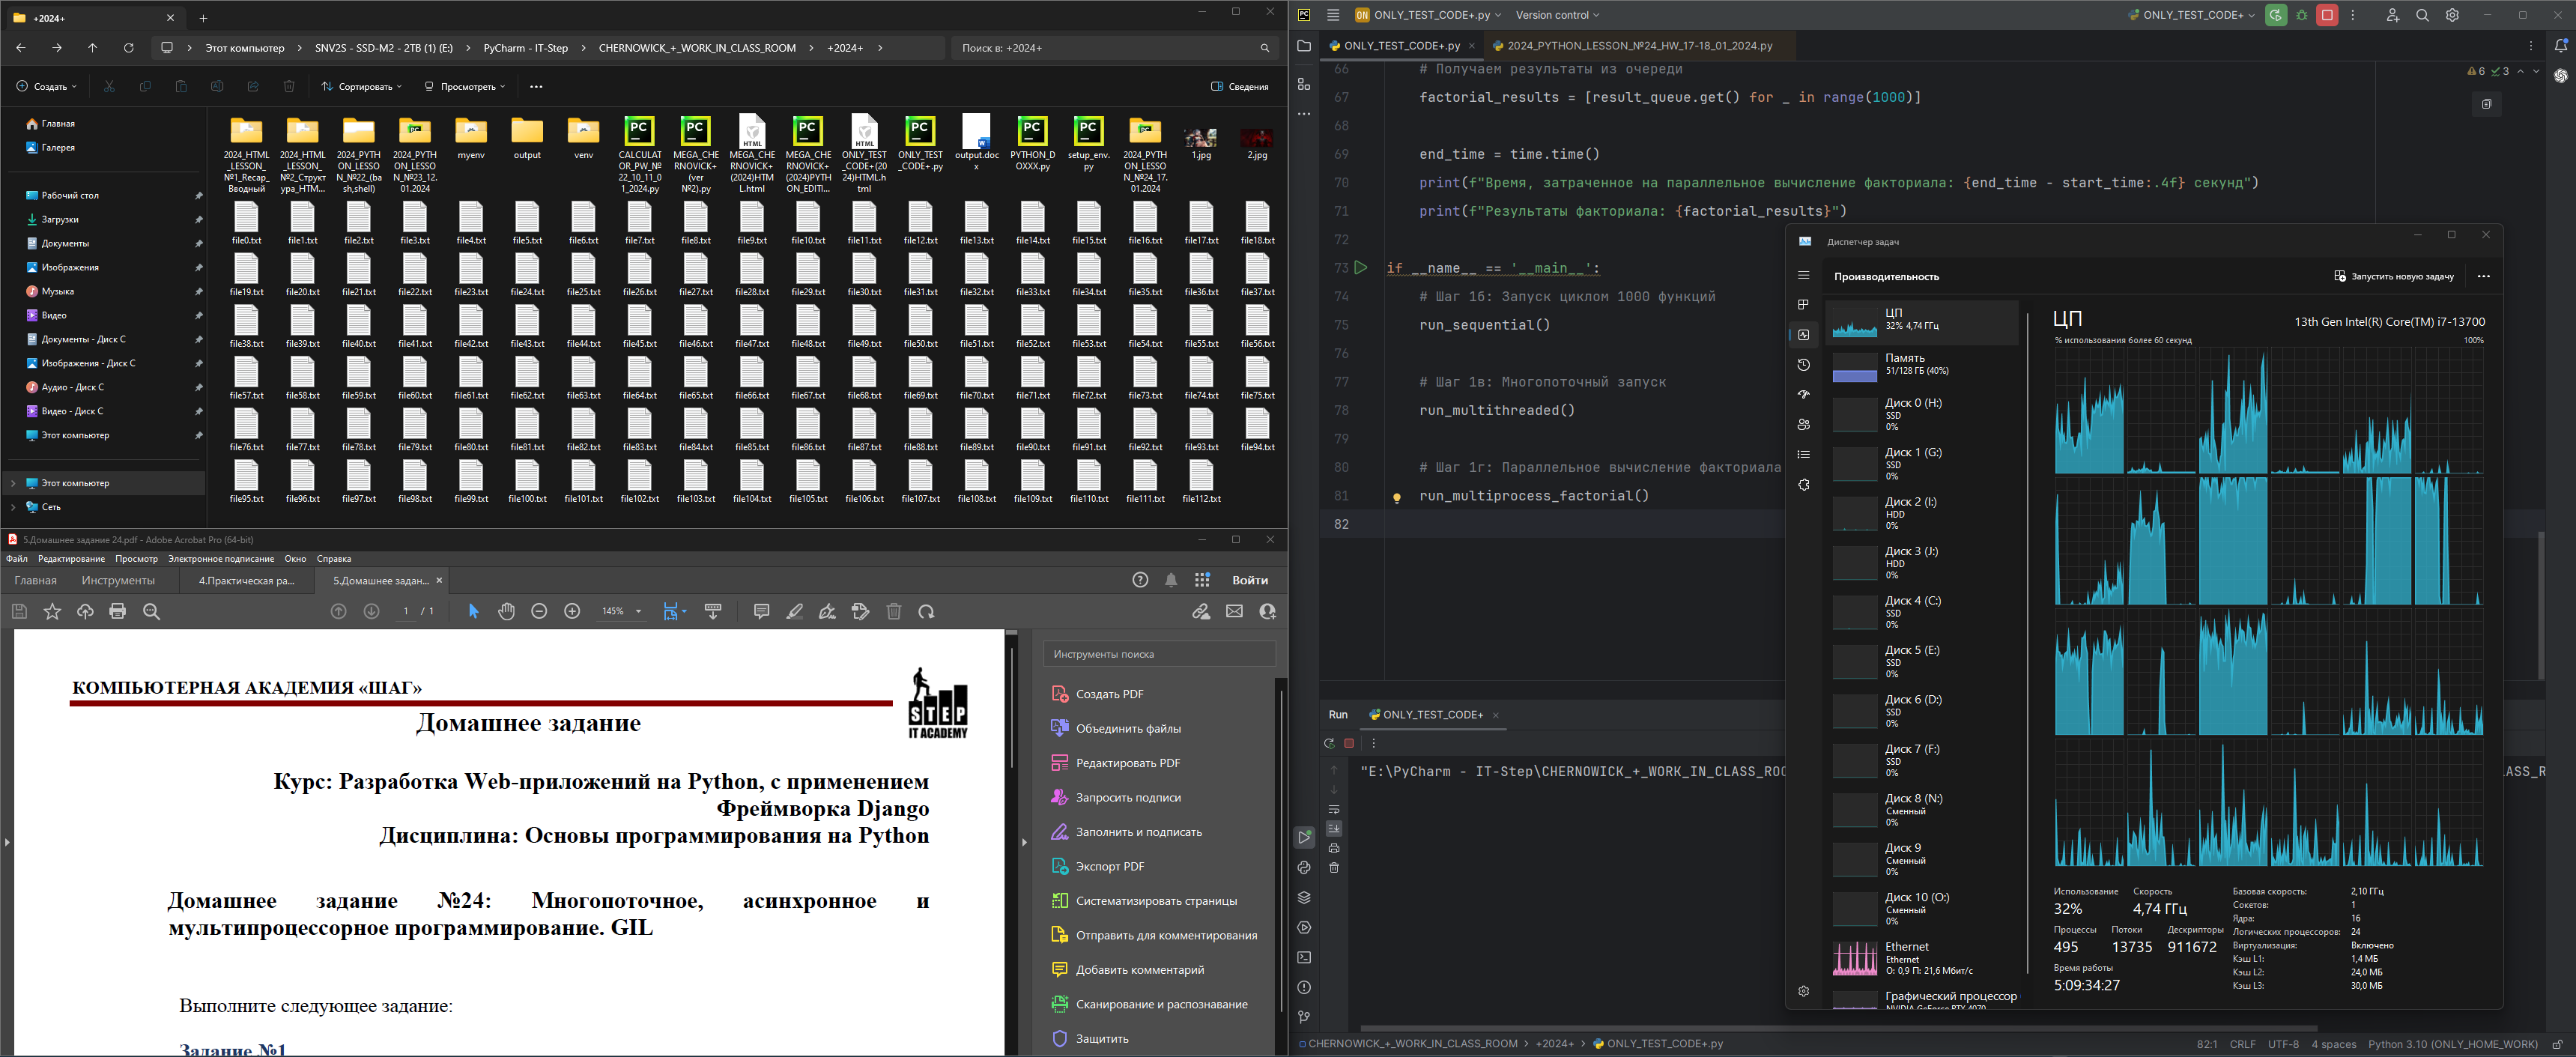 +2024+
Этот компьютер
SNV2S - SSD-M2 - 2TB (1) (E:)
PyCharm - IT-Step
CHERNOWICK_+_WORK_IN_CLASS_ROOM
+2024+
Поиск в: +2024+
Создать
Сортировать
Просмотреть
Сведения
Главная
Галерея
Рабочий стол
Загрузки
Документы
Изображения
Музыка
Видео
Документы - Диск C
Изображения - Диск C
Аудио - Диск C
Видео - Диск C
Этот компьютер
Этот компьютер
Сеть
2024_HTML_LESSON_№1_Recap_Вводный
2024_HTML_LESSON_№2_Структура_HTM...
2024_PYTHON_LESSON_№22_(bash,shell)
2024_PYTHON_LESSON_№23_12.01.2024
myenv
output
venv
CALCULATOR_PW_№22_10_11_01_2024.py
MEGA_CHERNOVICK+(ver №2).py
MEGA_CHERNOVICK+(2024)HTML.html
MEGA_CHERNOVICK+(2024)PYTHON_EDITI...
ONLY_TEST_CODE+(2024)HTML.html
ONLY_TEST_CODE+.py
output.docx
PYTHON_DOXXX.py
setup_env.py
2024_PYTHON_LESSON_№24_17.01.2024
1.jpg
2.jpg
file0.txt file1.txt file2.txt file3.txt file4.txt file5.txt file6.txt file7.txt file8.txt file9.txt file10.txt file11.txt file12.txt file13.txt file14.txt file15.txt file16.txt file17.txt file18.txt
file19.txt file20.txt file21.txt file22.txt file23.txt file24.txt file25.txt file26.txt file27.txt file28.txt file29.txt file30.txt file31.txt file32.txt file33.txt file34.txt file35.txt file36.txt file37.txt
file38.txt file39.txt file40.txt file41.txt file42.txt file43.txt file44.txt file45.txt file46.txt file47.txt file48.txt file49.txt file50.txt file51.txt file52.txt file53.txt file54.txt file55.txt file56.txt
file57.txt file58.txt file59.txt file60.txt file61.txt file62.txt file63.txt file64.txt file65.txt file66.txt file67.txt file68.txt file69.txt file70.txt file71.txt file72.txt file73.txt file74.txt file75.txt
file76.txt file77.txt file78.txt file79.txt file80.txt file81.txt file82.txt file83.txt file84.txt file85.txt file86.txt file87.txt file88.txt file89.txt file90.txt file91.txt file92.txt file93.txt file94.txt
file95.txt file96.txt file97.txt file98.txt file99.txt file100.txt file101.txt file102.txt file103.txt file104.txt file105.txt file106.txt file107.txt file108.txt file109.txt file110.txt file111.txt file112.txt
5.Домашнее задание 24.pdf - Adobe Acrobat Pro (64-bit)
Файл Редактирование Просмотр Электронное подписание Окно Справка
Главная Инструменты 4.Практическая ра... 5.Домашнее задан... Войти
1 / 1 145%
КОМПЬЮТЕРНАЯ АКАДЕМИЯ «ШАГ»
STEP
IT ACADEMY
Домашнее задание
Курс: Разработка Web-приложений на Python, с применением
Фреймворка Django
Дисциплина: Основы программирования на Python
Домашнее задание №24: Многопоточное, асинхронное и
мультипроцессорное программирование. GIL
Выполните следующее задание:
Задание №1
Инструменты поиска
Создать PDF
Объединить файлы
Редактировать PDF
Запросить подписи
Заполнить и подписать
Экспорт PDF
Систематизировать страницы
Отправить для комментирования
Добавить комментарий
Сканирование и распознавание
Защитить
PC
ON ONLY_TEST_CODE+.py Version control ONLY_TEST_CODE+
ONLY_TEST_CODE+.py 2024_PYTHON_LESSON_№24_HW_17-18_01_2024.py
6 3
66 # Получаем результаты из очереди
67 factorial_results = [result_queue.get() for _ in range(1000)]
68
69 end_time = time.time()
70 print(f"Время, затраченное на параллельное вычисление факториала: {end_time - start_time:.4f} секунд")
71 print(f"Результаты факториала: {factorial_results}")
72
73 if __name__ == '__main__':
74 # Шаг 1б: Запуск циклом 1000 функций
75 run_sequential()
76
77 # Шаг 1в: Многопоточный запуск
78 run_multithreaded()
79
80 # Шаг 1г: Параллельное вычисление факториала
81 run_multiprocess_factorial()
82
Run ONLY_TEST_CODE+
"E:\PyCharm - IT-Step\CHERNOWICK_+_WORK_IN_CLASS_ROO
ASS_R
CHERNOWICK_+_WORK_IN_CLASS_ROOM +2024+ ONLY_TEST_CODE+.py
82:1 CRLF UTF-8 4 spaces Python 3.10 (ONLY_HOME_WORK)
Диспетчер задач
Производительность
Запустить новую задачу
ЦП
32% 4,74 ГГц
Память
51/128 ГБ (40%)
Диск 0 (H:)
SSD
0%
Диск 1 (G:)
SSD
0%
Диск 2 (I:)
HDD
0%
Диск 3 (J:)
HDD
0%
Диск 4 (C:)
SSD
0%
Диск 5 (E:)
SSD
0%
Диск 6 (D:)
SSD
0%
Диск 7 (F:)
SSD
0%
Диск 8 (N:)
Сменный
0%
Диск 9
Сменный
0%
Диск 10 (O:)
Сменный
0%
Ethernet
Ethernet
О: 0,9 П: 21,6 Мбит/с
Графический процессор
NVIDIA GeForce RTX 4070
ЦП
13th Gen Intel(R) Core(TM) i7-13700
% использования более 60 секунд
100%
Использование
32%
Скорость
4,74 ГГц
Процессы
495
Потоки
13735
Дескрипторы
911672
Время работы
5:09:34:27
Базовая скорость: 2,10 ГГц
Сокетов: 1
Ядра: 16
Логических процессоров: 24
Виртуализация: Включено
Кэш L1: 1,4 МБ
Кэш L2: 24,0 МБ
Кэш L3: 30,0 МБ